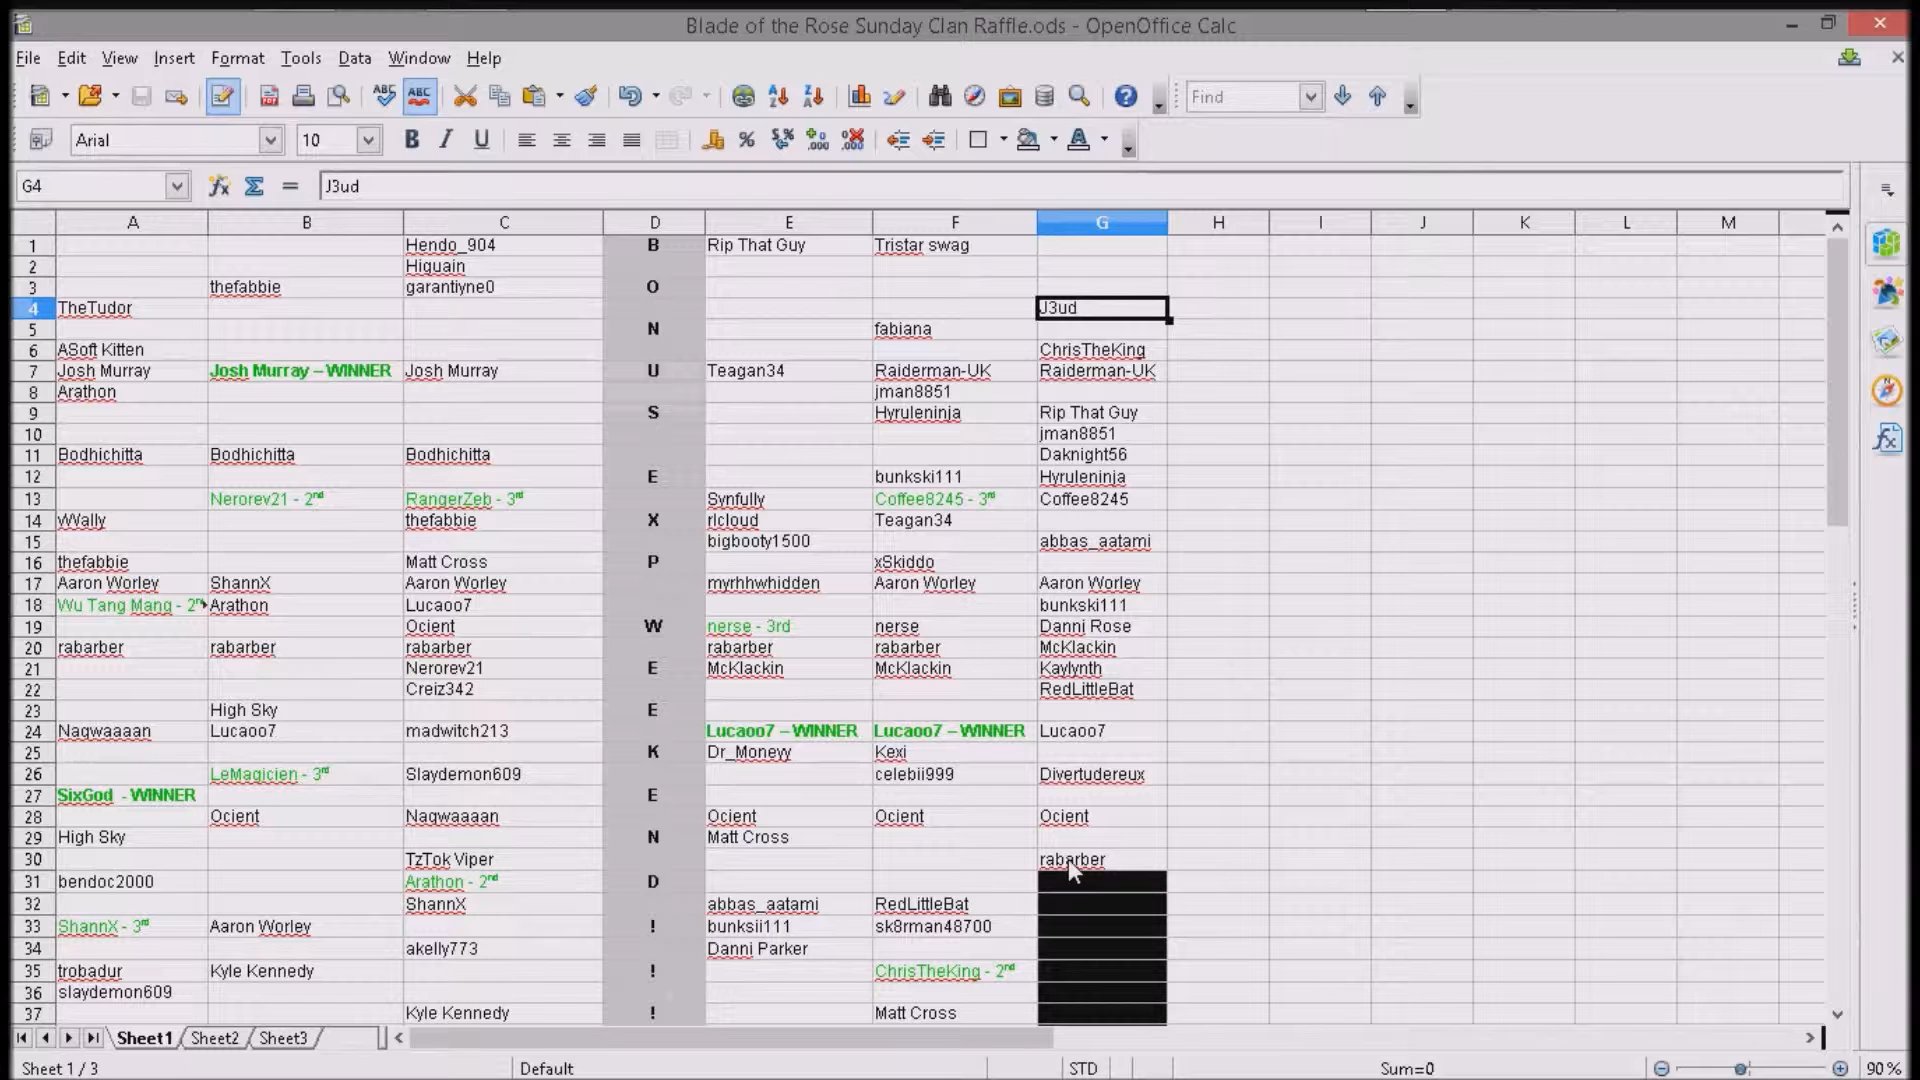 Blade of the Rose Sunday Clan Raffle.ods - OpenOffice Calc
File Edit View Insert Format Tools Data Window Help
Find
Arial 10
G4 J3ud
A B C D E F G H I J K L M
1 Hendo_904 B Rip That Guy Tristar swag
2 Higuain
3 thefabbie garantiyne0 O
4 TheTudor J3ud
5 N fabiana
6 ASoft Kitten ChrisTheKing
7 Josh Murray Josh Murray – WINNER Josh Murray U Teagan34 Raiderman-UK Raiderman-UK
8 Arathon jman8851
9 S Hyruleninja Rip That Guy
10 jman8851
11 Bodhichitta Bodhichitta Bodhichitta Daknight56
12 E bunkski111 Hyruleninja
13 Nerorev21 - 2nd RangerZeb - 3rd Synfully Coffee8245 - 3rd Coffee8245
14 WWally thefabbie X rlcloud Teagan34
15 bigbooty1500 abbas_aatami
16 thefabbie Matt Cross P xSkiddo
17 Aaron Worley ShannX Aaron Worley myrhhwhidden Aaron Worley Aaron Worley
18 Wu Tang Mang - 2n Arathon Lucaoo7 bunkski111
19 Ocient W nerse - 3rd nerse Danni Rose
20 rabarber rabarber rabarber rabarber rabarber McKlackin
21 Nerorev21 E McKlackin McKlackin Kaylynth
22 Creiz342 RedLittleBat
23 High Sky E
24 Naqwaaaan Lucaoo7 madwitch213 Lucaoo7 – WINNER Lucaoo7 – WINNER Lucaoo7
25 K Dr_Moneyy Kexi
26 LeMagicien - 3rd Slaydemon609 celebii999 Divertudereux
27 SixGod - WINNER E
28 Ocient Naqwaaaan Ocient Ocient Ocient
29 High Sky N Matt Cross
30 TzTok Viper rabarber
31 bendoc2000 Arathon - 2nd D
32 ShannX abbas_aatami RedLittleBat
33 ShannX - 3rd Aaron Worley ! bunksii111 sk8rman48700
34 akelly773 Danni Parker
35 trobadur Kyle Kennedy ! ChrisTheKing - 2nd
36 slaydemon609
37 Kyle Kennedy ! Matt Cross
Sheet1 Sheet2 Sheet3
Sheet 1 / 3 Default STD Sum=0 90 %